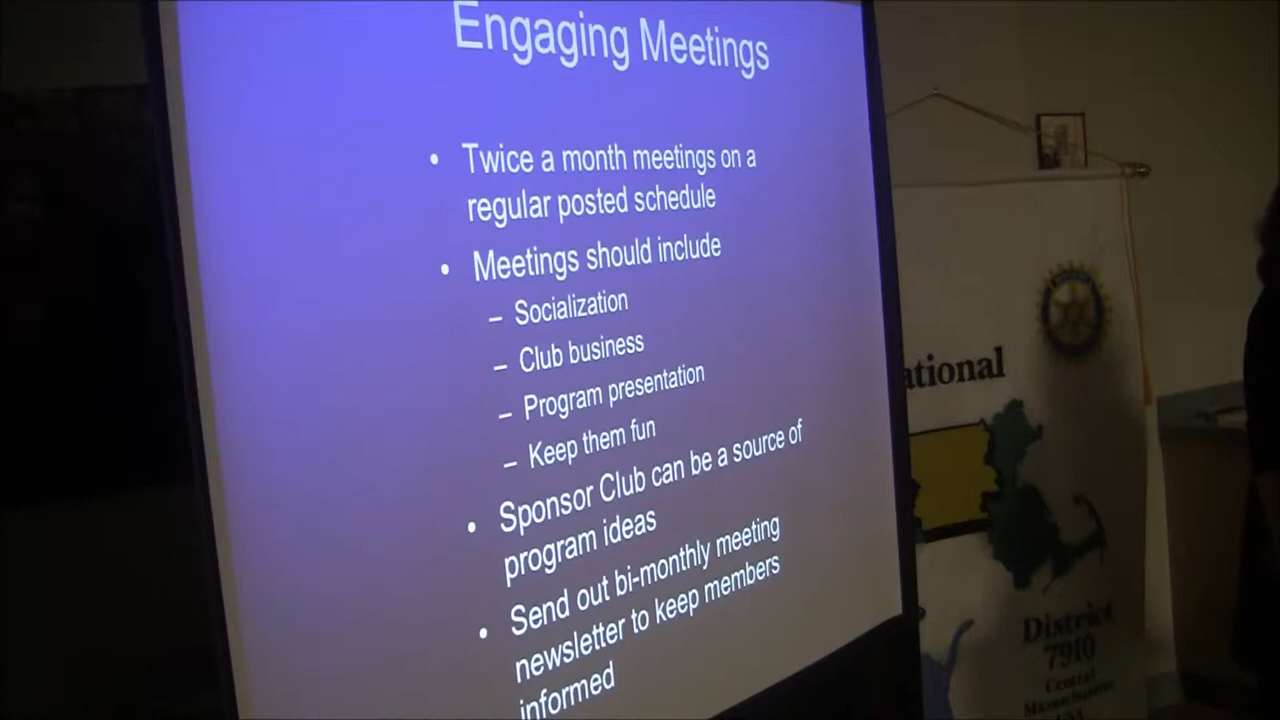 Engaging Meetings
• Twice a month meetings on a
regular posted schedule
• Meetings should include
– Socialization
– Club business
– Program presentation
– Keep them fun
• Sponsor Club can be a source of
program ideas
• Send out bi-monthly meeting
newsletter to keep members
informed
ational
District
7910
Central
Massachusetts